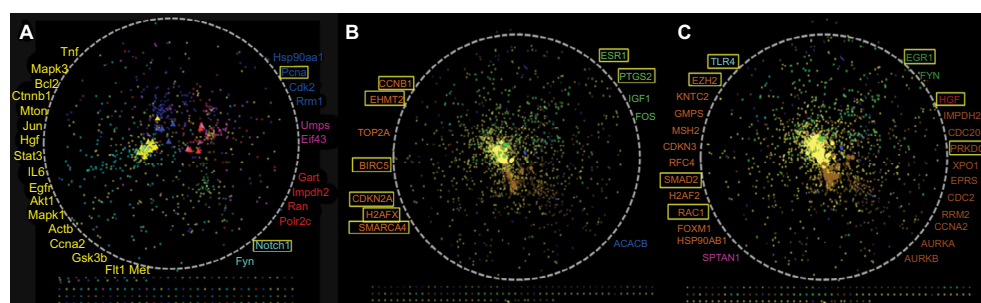 A
Tnf
Mapk3
Bcl2
Ctnnb1
Mton
Jun
Hgf
Stat3
IL6
Egfr
Akt1
Mapk1
Actb
Ccna2
Gsk3b
Flt1 Met
Hsp90aa1
Pcna
Cdk2
Rrm1
Umps
Eif43
Gart
Impdh2
Ran
Polr2c
Notch1
Fyn
B
CCNB1
EHMT2
TOP2A
BIRC5
CDKN2A
H2AFX
SMARCA4
ESR1
PTGS2
IGF1
FOS
ACACB
C
TLR4
EZH2
KNTC2
GMPS
MSH2
CDKN3
RFC4
SMAD2
H2AF2
RAC1
FOXM1
HSP90AB1
SPTAN1
EGR1
FYN
HGF
IMPDH2
CDC20
PRKDC
XPO1
EPRS
CDC2
RRM2
CCNA2
AURKA
AURKB